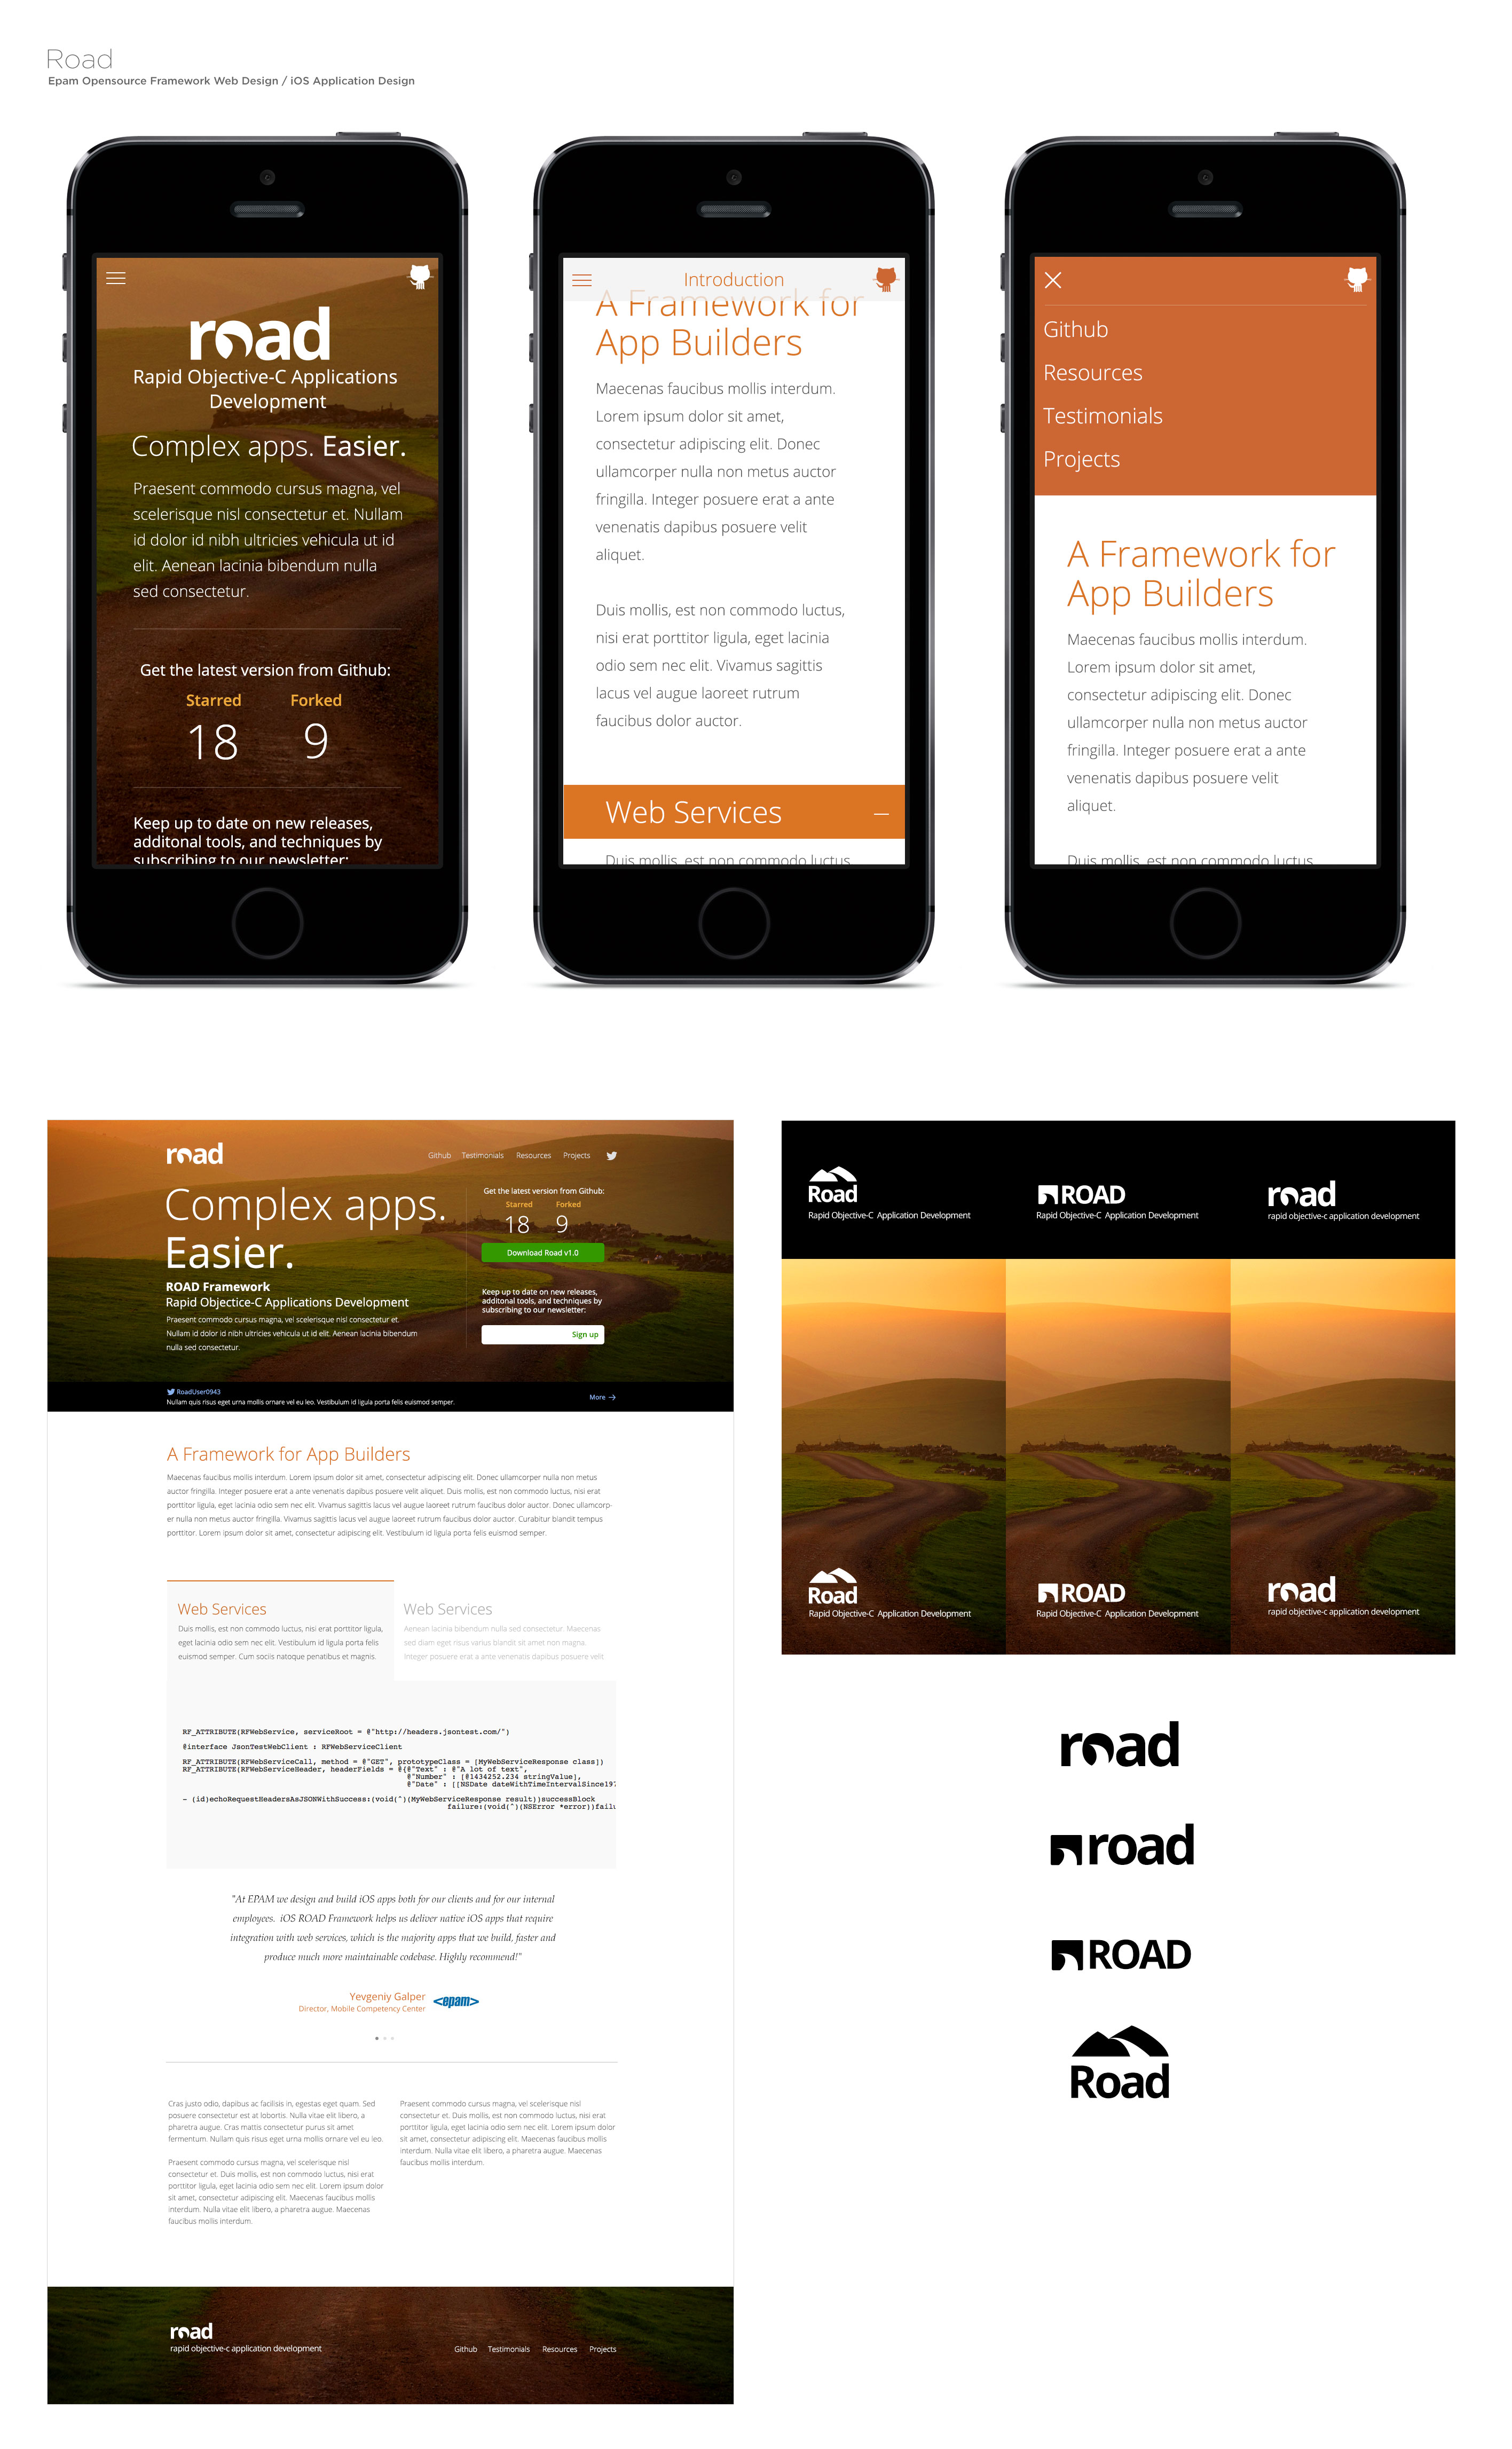 Road
Epam Opensource Framework Web Design / iOS Application Design
road
Rapid Objective-C Applications
Development
Complex apps. Easier.
Praesent commodo cursus magna, vel
scelerisque nisl consectetur et. Nullam
id dolor id nibh ultricies vehicula ut id
elit. Aenean lacinia bibendum nulla
sed consectetur.
Get the latest version from Github:
Starred Forked
18 9
Keep up to date on new releases,
additonal tools, and techniques by
subscribing to our newsletter:
Introduction
A Framework for
App Builders
Maecenas faucibus mollis interdum.
Lorem ipsum dolor sit amet,
consectetur adipiscing elit. Donec
ullamcorper nulla non metus auctor
fringilla. Integer posuere erat a ante
venenatis dapibus posuere velit
aliquet.
Duis mollis, est non commodo luctus,
nisi erat porttitor ligula, eget lacinia
odio sem nec elit. Vivamus sagittis
lacus vel augue laoreet rutrum
faucibus dolor auctor.
Web Services
Duis mollis, est non commodo luctus
Github
Resources
Testimonials
Projects
A Framework for
App Builders
Maecenas faucibus mollis interdum.
Lorem ipsum dolor sit amet,
consectetur adipiscing elit. Donec
ullamcorper nulla non metus auctor
fringilla. Integer posuere erat a ante
venenatis dapibus posuere velit
aliquet.
Duis mollis, est non commodo luctus
road
Github Testimonials Resources Projects
Complex apps.
Easier.
ROAD Framework
Rapid Objectice-C Applications Development
Praesent commodo cursus magna, vel scelerisque nisl consectetur et.
Nullam id dolor id nibh ultricies vehicula ut id elit. Aenean lacinia bibendum
nulla sed consectetur.
Get the latest version from Github:
Starred Forked
18 9
Download Road v1.0
Keep up to date on new releases,
additonal tools, and techniques by
subscribing to our newsletter:
Sign up
RoadUser0943
Nullam quis risus eget urna mollis ornare vel eu leo. Vestibulum id ligula porta felis euismod semper.
More →
A Framework for App Builders
Maecenas faucibus mollis interdum. Lorem ipsum dolor sit amet, consectetur adipiscing elit. Donec ullamcorper nulla non metus
auctor fringilla. Integer posuere erat a ante venenatis dapibus posuere velit aliquet. Duis mollis, est non commodo luctus, nisi erat
porttitor ligula, eget lacinia odio sem nec elit. Vivamus sagittis lacus vel augue laoreet rutrum faucibus dolor auctor. Donec ullamcorp-
er nulla non metus auctor fringilla. Vivamus sagittis lacus vel augue laoreet rutrum faucibus dolor auctor. Curabitur blandit tempus
porttitor. Lorem ipsum dolor sit amet, consectetur adipiscing elit. Vestibulum id ligula porta felis euismod semper.
Web Services
Duis mollis, est non commodo luctus, nisi erat porttitor ligula,
eget lacinia odio sem nec elit. Vestibulum id ligula porta felis
euismod semper. Cum sociis natoque penatibus et magnis.
Web Services
Aenean lacinia bibendum nulla sed consectetur. Maecenas
sed diam eget risus varius blandit sit amet non magna.
Integer posuere erat a ante venenatis dapibus posuere velit
RF_ATTRIBUTE(RFWebService, serviceRoot = @"http://headers.jsontest.com/")
@interface JsonTestWebClient : RFWebServiceClient
RF_ATTRIBUTE(RFWebServiceCall, method = @"GET", prototypeClass = [MyWebServiceResponse class])
RF_ATTRIBUTE(RFWebServiceHeader, headerFields = @{@"Text" : @"A lot of text",
@"Number" : [@1434252.234 stringValue],
@"Date" : [[NSDate dateWithTimeIntervalSince197
- (id)echoRequestHeadersAsJSONWithSuccess:(void(^)(MyWebServiceResponse result))successBlock
failure:(void(^)(NSError *error))failu
"At EPAM we design and build iOS apps both for our clients and for our internal
employees. iOS ROAD Framework helps us deliver native iOS apps that require
integration with web services, which is the majority apps that we build, faster and
produce much more maintainable codebase. Highly recommend!"
Yevgeniy Galper
Director, Mobile Competency Center
<epam>
Cras justo odio, dapibus ac facilisis in, egestas eget quam. Sed
posuere consectetur est at lobortis. Nulla vitae elit libero, a
pharetra augue. Cras mattis consectetur purus sit amet
fermentum. Nullam quis risus eget urna mollis ornare vel eu leo.
Praesent commodo cursus magna, vel scelerisque nisl
consectetur et. Duis mollis, est non commodo luctus, nisi erat
porttitor ligula, eget lacinia odio sem nec elit. Lorem ipsum dolor
sit amet, consectetur adipiscing elit. Maecenas faucibus mollis
interdum. Nulla vitae elit libero, a pharetra augue. Maecenas
faucibus mollis interdum.
Praesent commodo cursus magna, vel scelerisque nisl
consectetur et. Duis mollis, est non commodo luctus, nisi erat
porttitor ligula, eget lacinia odio sem nec elit. Lorem ipsum dolor
sit amet, consectetur adipiscing elit. Maecenas faucibus mollis
interdum. Nulla vitae elit libero, a pharetra augue. Maecenas
faucibus mollis interdum.
road
rapid objective-c application development
Github Testimonials Resources Projects
Road
Rapid Objective-C Application Development
ROAD
Rapid Objective-C Application Development
road
rapid objective-c application development
Road
Rapid Objective-C Application Development
ROAD
Rapid Objective-C Application Development
road
rapid objective-c application development
road
road
ROAD
Road